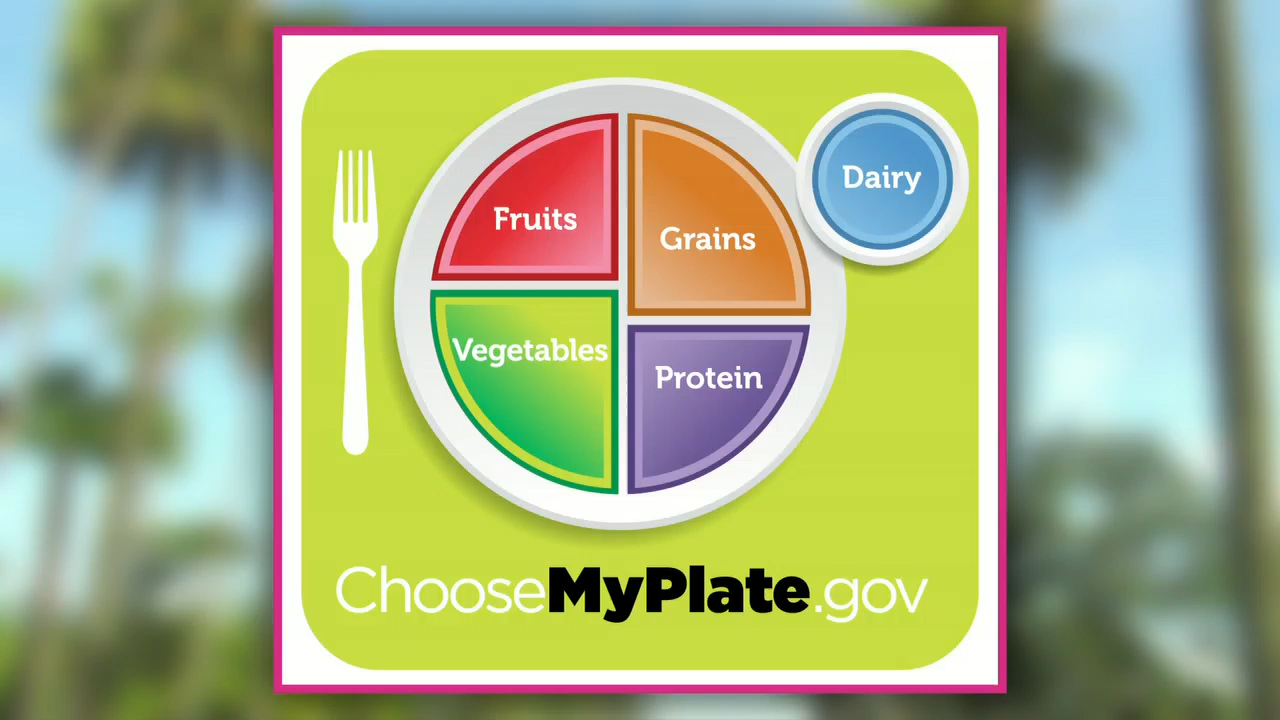 Fruits
Grains
Dairy
Vegetables
Protein
ChooseMyPlate.gov